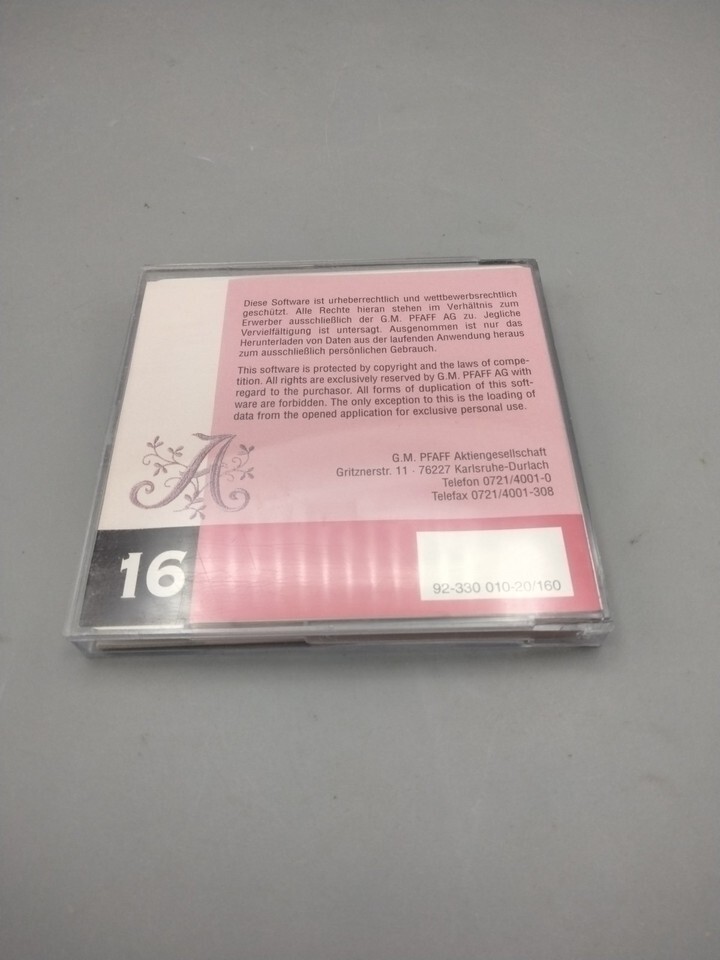 Diese Software ist urheberrechtlich und wettbewerbsrechtlich
geschützt. Alle Rechte hieran stehen im Verhältnis zum
Erwerber ausschließlich der G.M. PFAFF AG zu. Jegliche
Vervielfältigung ist untersagt. Ausgenommen ist nur das
Herunterladen von Daten aus der laufenden Anwendung heraus
zum ausschließlich persönlichen Gebrauch.
This software is protected by copyright and the laws of compe-
tition. All rights are exclusively reserved by G.M. PFAFF AG with
regard to the purchasor. All forms of duplication of this soft-
ware are forbidden. The only exception to this is the loading of
data from the opened application for exclusive personal use.
A
G.M. PFAFF Aktiengesellschaft
Gritznerstr. 11 · 76227 Karlsruhe-Durlach
Telefon 0721/4001-0
Telefax 0721/4001-308
16
92-330 010-20/160